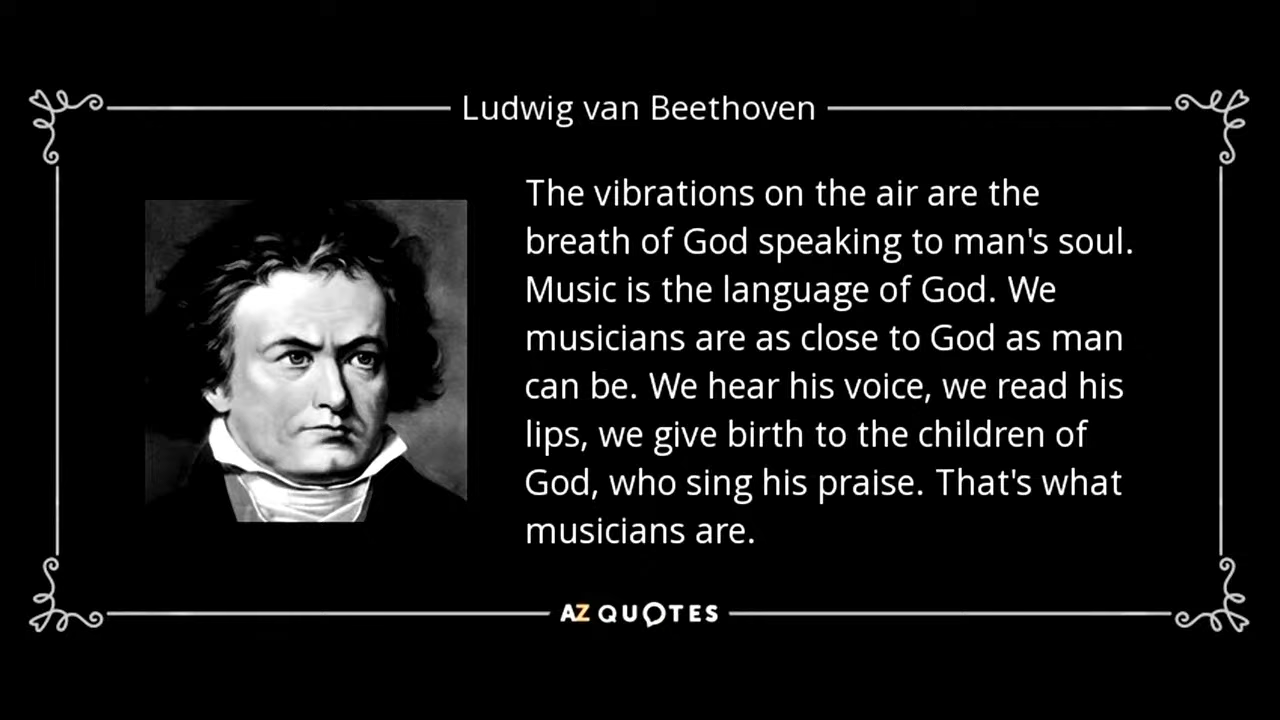 Ludwig van Beethoven
The vibrations on the air are the
breath of God speaking to man's soul.
Music is the language of God. We
musicians are as close to God as man
can be. We hear his voice, we read his
lips, we give birth to the children of
God, who sing his praise. That's what
musicians are.
AZ QUOTES